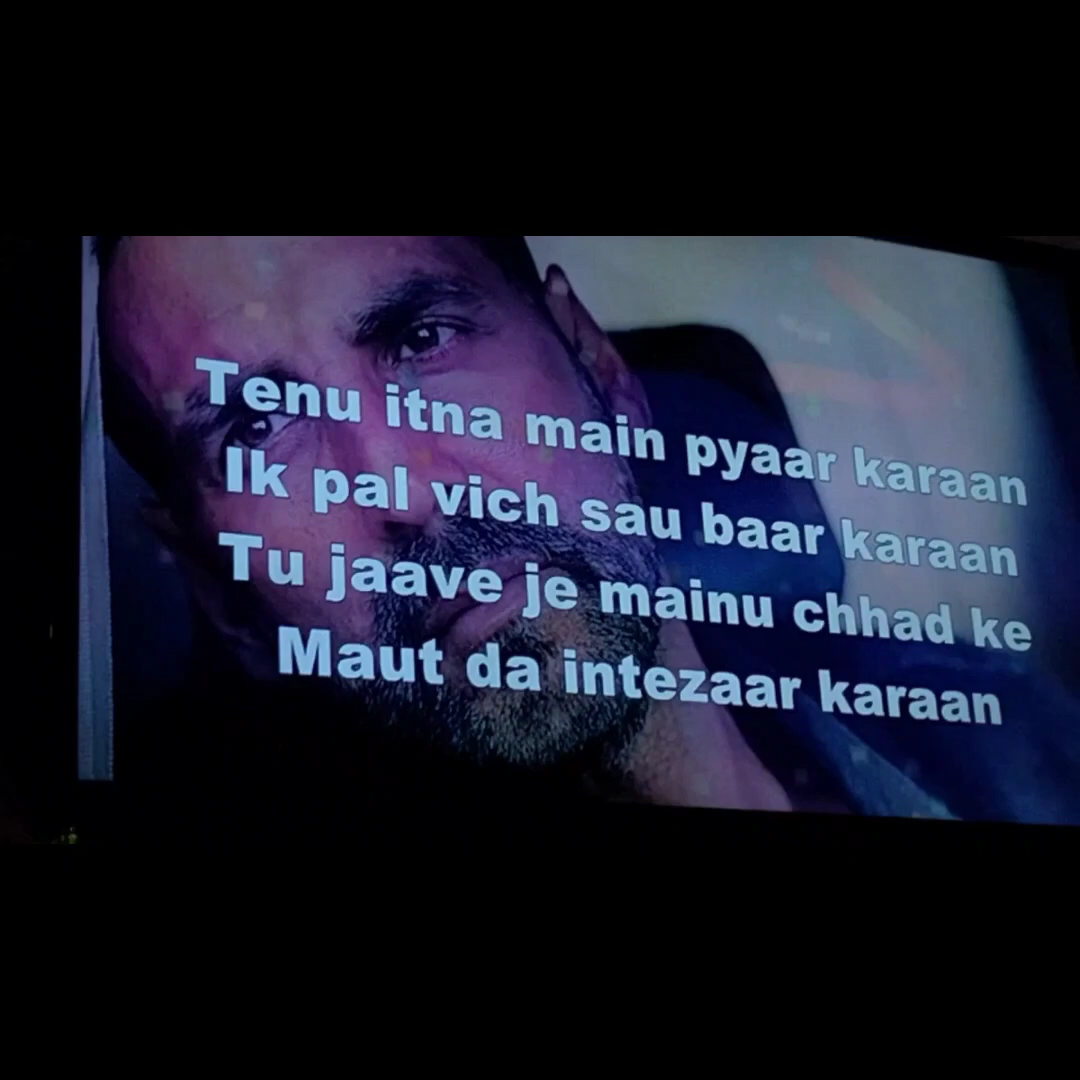 Tenu itna main pyaar karaan
Ik pal vich sau baar karaan
Tu jaave je mainu chhad ke
Maut da intezaar karaan